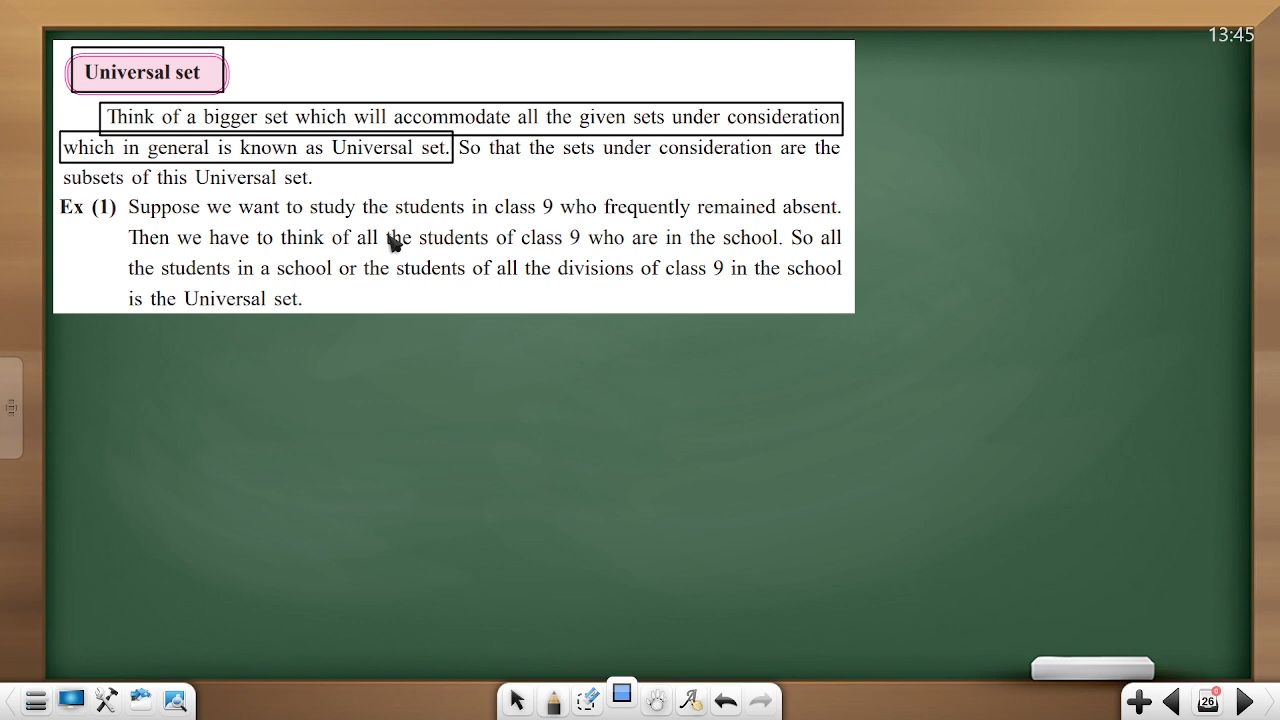 13:45
Universal set
Think of a bigger set which will accommodate all the given sets under consideration
which in general is known as Universal set. So that the sets under consideration are the
subsets of this Universal set.
Ex (1) Suppose we want to study the students in class 9 who frequently remained absent.
Then we have to think of all the students of class 9 who are in the school. So all
the students in a school or the students of all the divisions of class 9 in the school
is the Universal set.
0
26